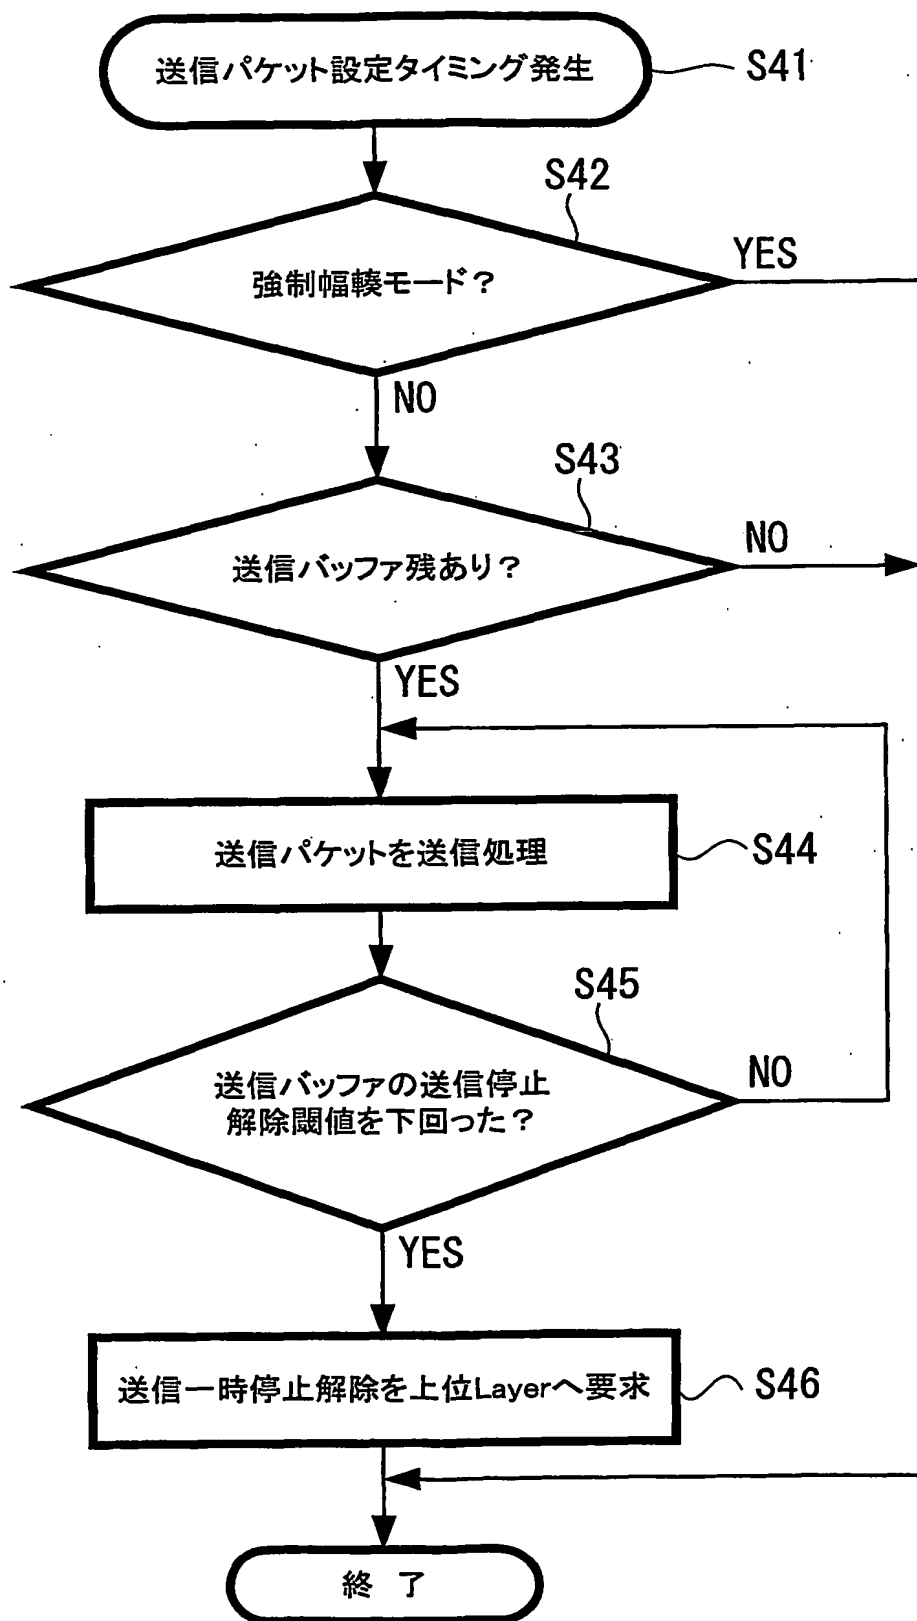 送信パケット設定タイミング発生
S41
S42
強制幅輳モード?
YES
NO
S43
送信バッファ残あり?
NO
YES
送信パケットを送信処理
S44
S45
送信バッファの送信停止
解除閾値を下回った?
NO
YES
送信一時停止解除を上位Layerへ要求
S46
終了